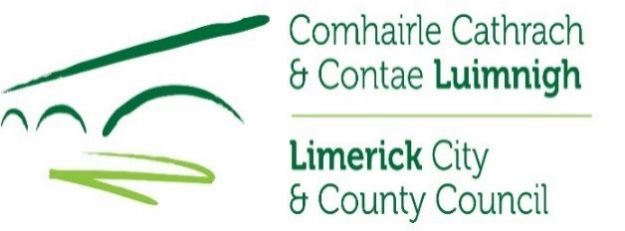 Comhairle Cathrach
& Contae Luimnigh
Limerick City
& County Council